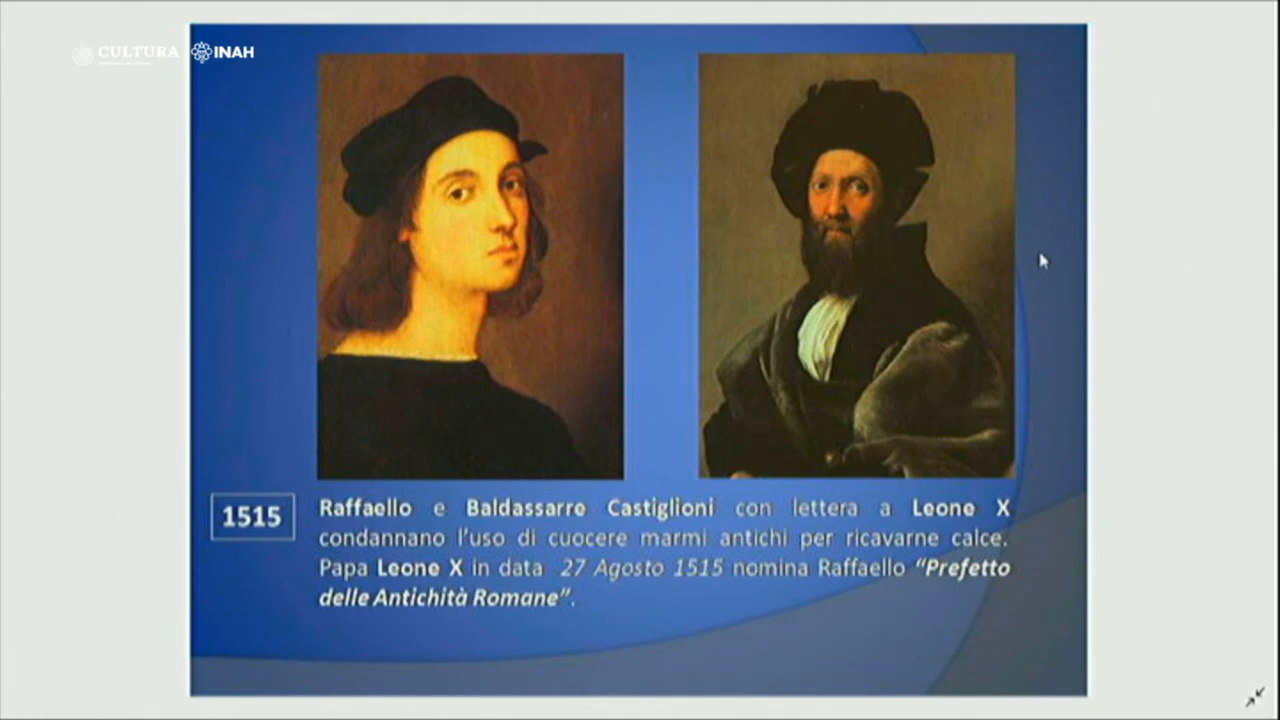 CULTURA INAH
1515
Raffaello e Baldassarre Castiglioni con lettera a Leone X
condannano l'uso di cuocere marmi antichi per ricavarne calce.
Papa Leone X in data 27 Agosto 1515 nomina Raffaello "Prefetto
delle Antichità Romane".